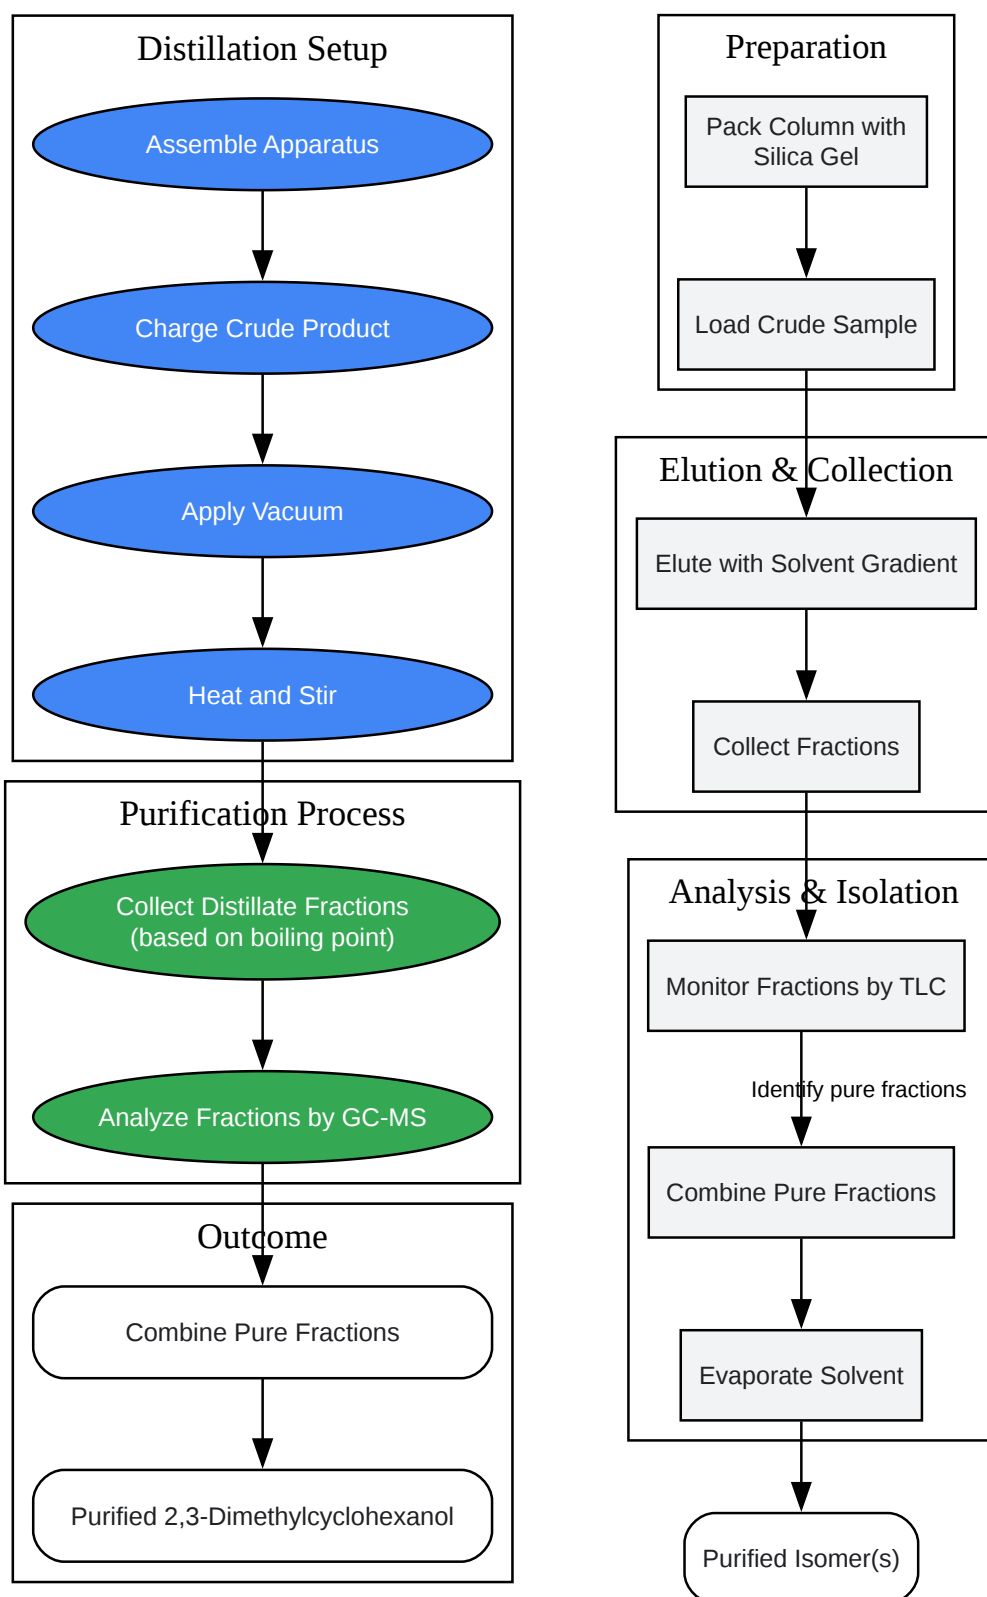 Distillation Setup
Assemble Apparatus
Charge Crude Product
Apply Vacuum
Heat and Stir
Purification Process
Collect Distillate Fractions
(based on boiling point)
Analyze Fractions by GC-MS
Outcome
Combine Pure Fractions
Purified 2,3-Dimethylcyclohexanol
Preparation
Pack Column with
Silica Gel
Load Crude Sample
Elution & Collection
Elute with Solvent Gradient
Collect Fractions
Analysis & Isolation
Monitor Fractions by TLC
Identify pure fractions
Combine Pure Fractions
Evaporate Solvent
Purified Isomer(s)